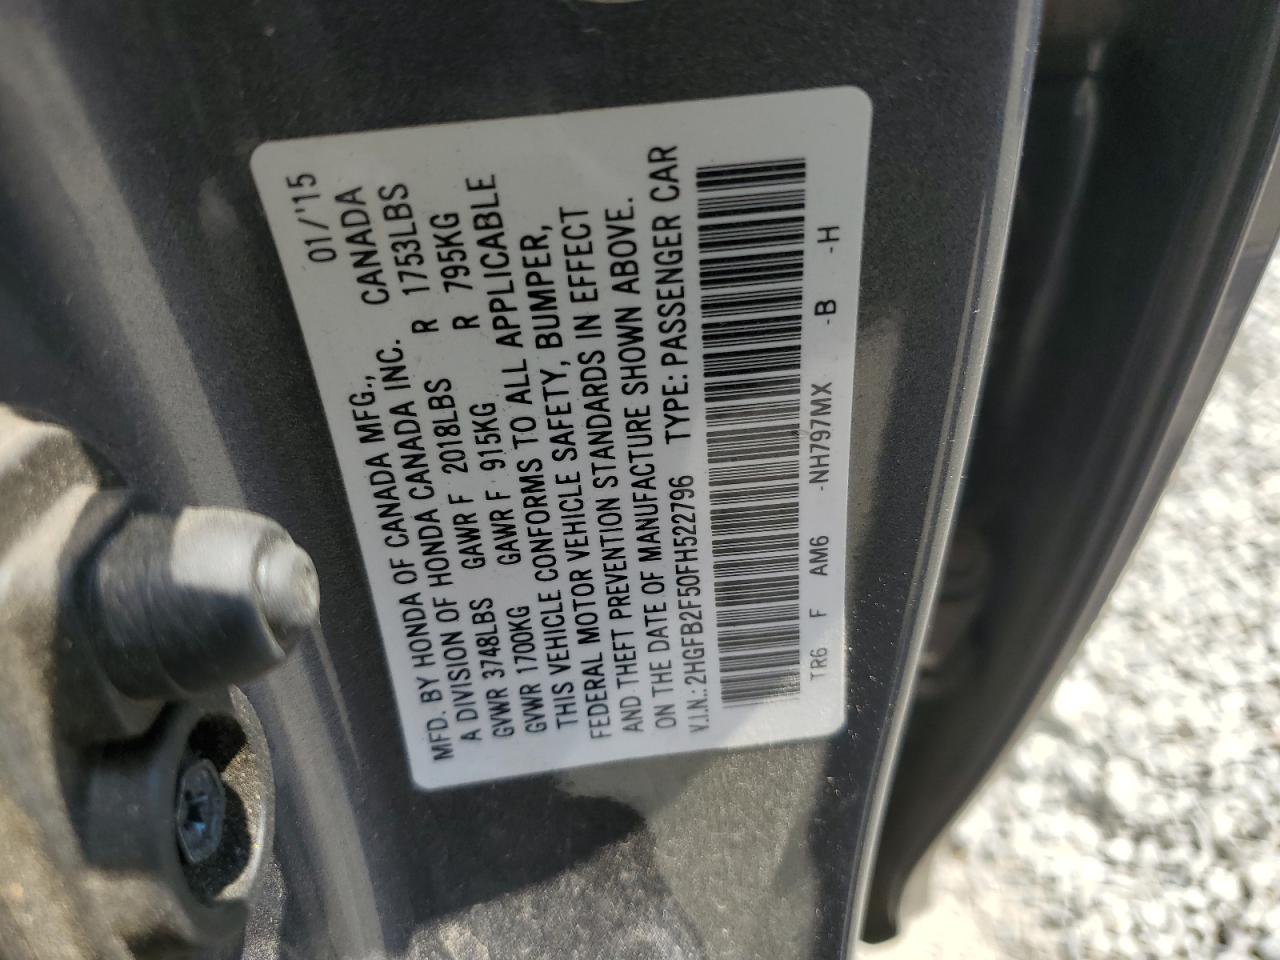 MFD. BY HONDA OF CANADA MFG., CANADA 01/'15
A DIVISION OF HONDA CANADA INC.
GVWR 3748LBS GAWR F 2018LBS R 1753LBS
GVWR 1700KG GAWR F 915KG R 795KG
THIS VEHICLE CONFORMS TO ALL APPLICABLE
FEDERAL MOTOR VEHICLE SAFETY, BUMPER,
AND THEFT PREVENTION STANDARDS IN EFFECT
ON THE DATE OF MANUFACTURE SHOWN ABOVE.
V.I.N.: 2HGFB2F50FH522796 TYPE: PASSENGER CAR
TR6 F AM6 -NH797MX -B -H